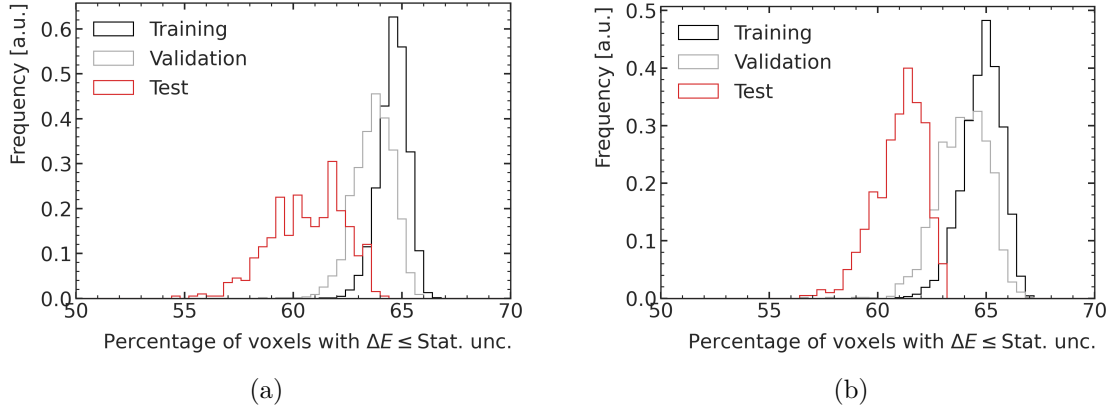 Frequency [a.u.]
0.6
0.5
0.4
0.3
0.2
0.1
0.0
Training
Validation
Test
50 55 60 65 70
Percentage of voxels with ΔE ≤ Stat. unc.
(a)
Frequency [a.u.]
0.5
0.4
0.3
0.2
0.1
0.0
Training
Validation
Test
50 55 60 65 70
Percentage of voxels with ΔE ≤ Stat. unc.
(b)